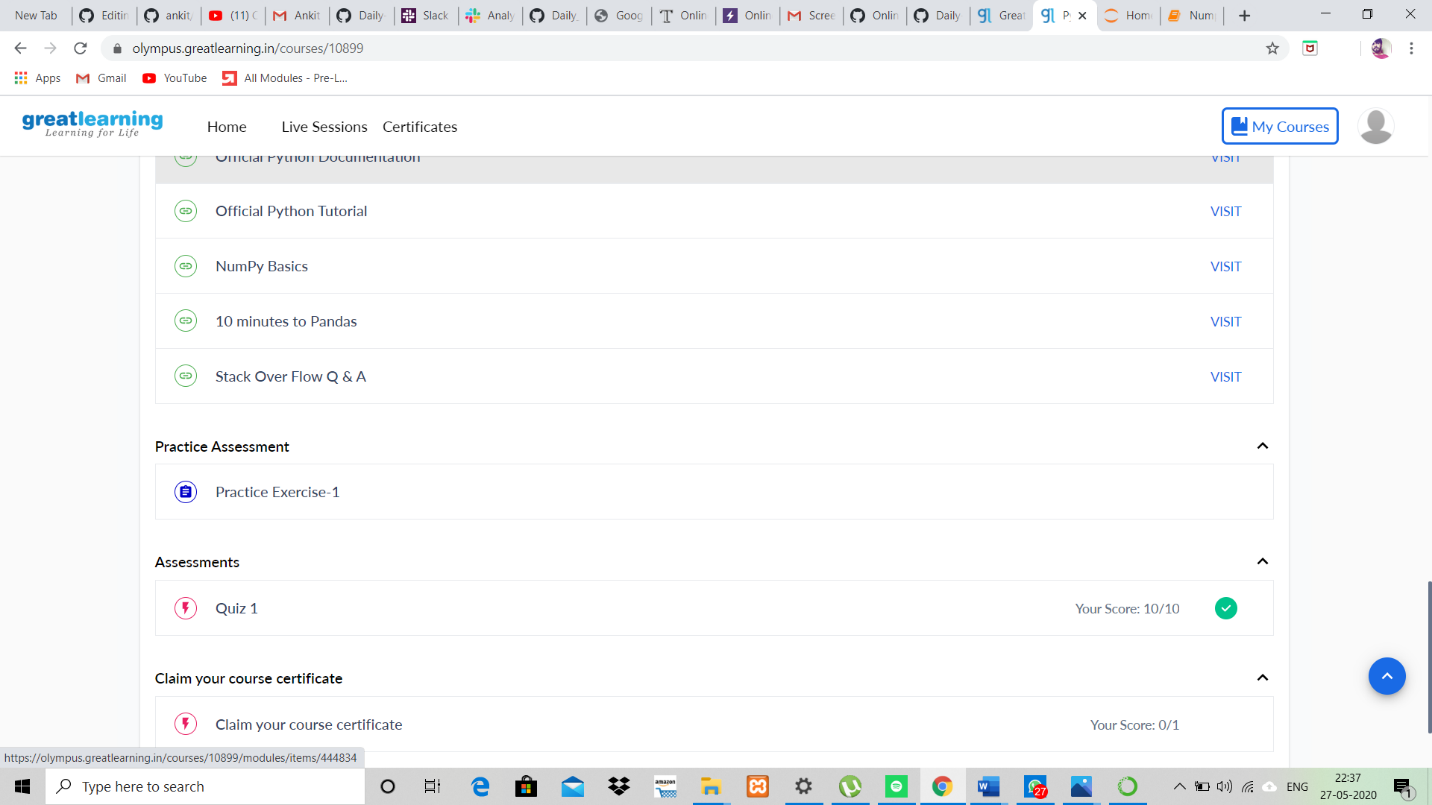 New Tab
Editin
ankit/
(11) C
Ankit
Daily-
Slack
Analy
Daily_
Goog
Onlin
Onlin
Scree
Onlin
Daily
Great
Py
Home
Nump
olympus.greatlearning.in/courses/10899
Apps
Gmail
YouTube
All Modules - Pre-L...
greatlearning
Learning for Life
Home
Live Sessions
Certificates
My Courses
Official Python Documentation VISIT
Official Python Tutorial VISIT
NumPy Basics VISIT
10 minutes to Pandas VISIT
Stack Over Flow Q & A VISIT
Practice Assessment
Practice Exercise-1
Assessments
Quiz 1 Your Score: 10/10
Claim your course certificate
Claim your course certificate Your Score: 0/1
https://olympus.greatlearning.in/courses/10899/modules/items/444834
Type here to search
amazon
27
ENG
22:37
27-05-2020
1